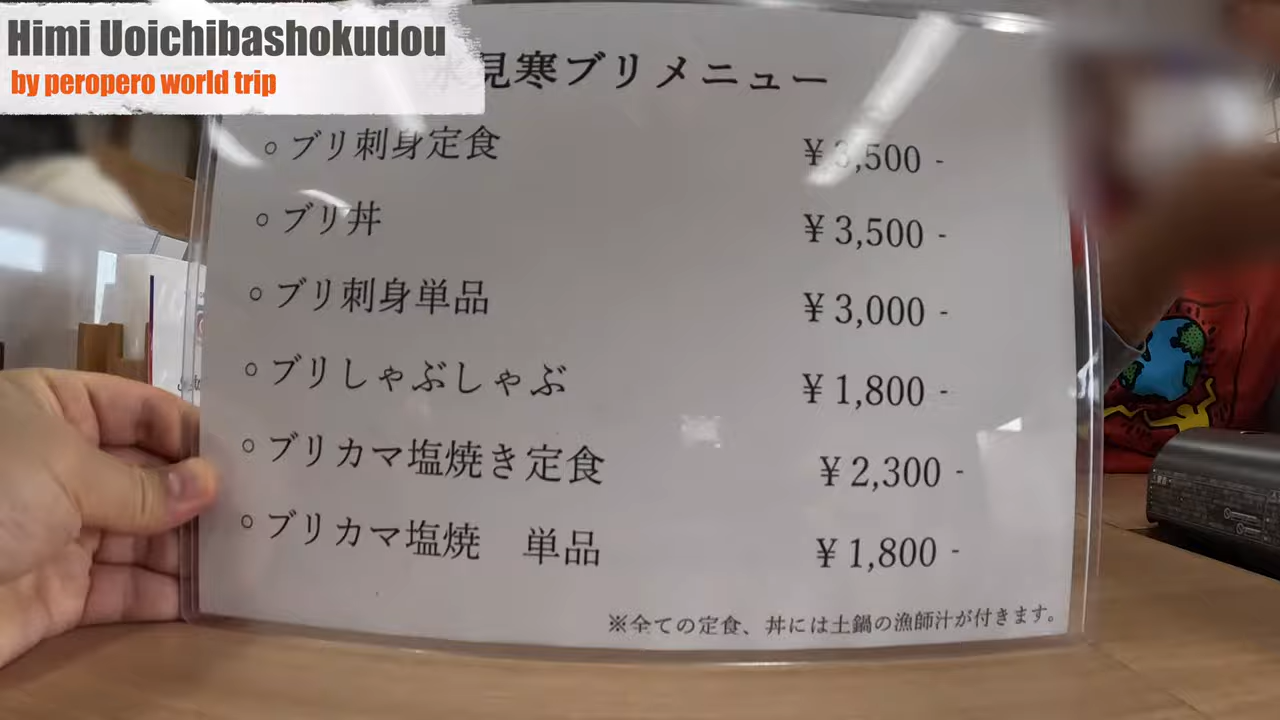 Himi Uoichibashokudou
by peropero world trip
見寒ブリメニュー
○ ブリ刺身定食 ¥3,500 -
○ ブリ丼 ¥3,500 -
○ ブリ刺身単品 ¥3,000 -
○ ブリしゃぶしゃぶ ¥1,800 -
○ ブリカマ塩焼き定食 ¥2,300 -
○ ブリカマ塩焼 単品 ¥1,800 -
※全ての定食、丼には土鍋の漁師汁が付きます。